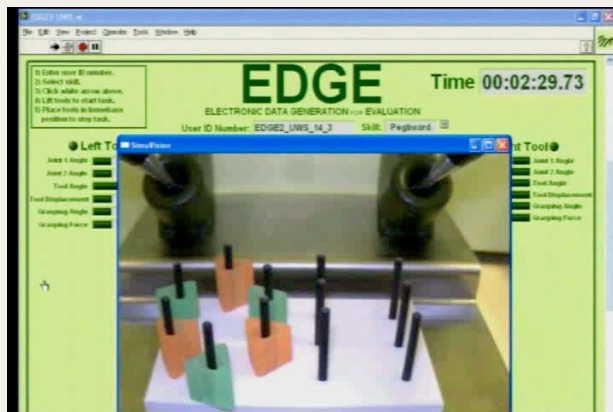 EDGE2 UWS.vi
File Edit View Project Operate Tools Window Help
1) Enter user ID number.
2) Select skill.
3) Click white arrow above.
4) Lift tools to start task.
5) Place tools in homebase
position to stop task.
EDGE
ELECTRONIC DATA GENERATION FOR EVALUATION
Time 00:02:29.73
User ID Number: EDGE2_UWS_14_3 Skill: Pegboard
Left To
Joint 1 Angle
Joint 2 Angle
Tool Angle
Tool Displacement
Grasping Angle
Grasping Force
SimuVision
nt Tool
Joint 1 Angle
Joint 2 Angle
Tool Angle
Tool Displacement
Grasping Angle
Grasping Force